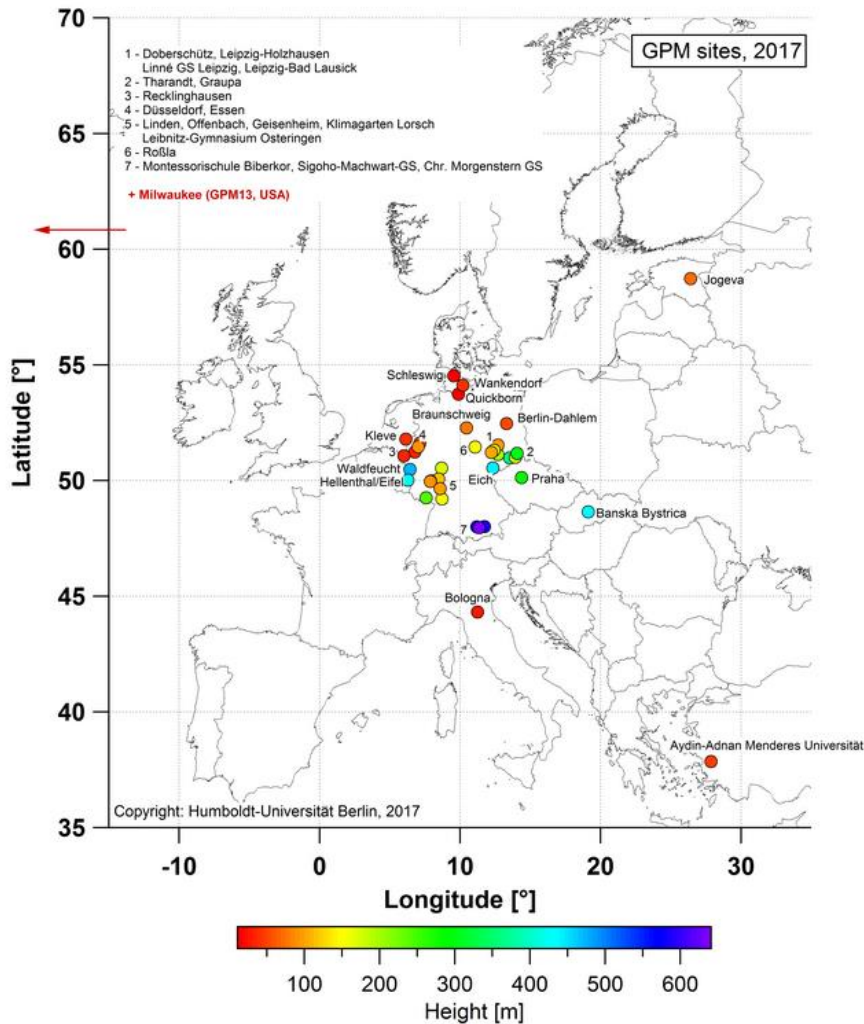 GPM sites, 2017
1 - Doberschütz, Leipzig-Holzhausen
Linné GS Leipzig, Leipzig-Bad Lausick
2 - Tharandt, Graupa
3 - Recklinghausen
4 - Düsseldorf, Essen
5 - Linden, Offenbach, Geisenheim, Klimagarten Lorsch
Leibnitz-Gymnasium Osteringen
6 - Roßla
7 - Montessorischule Biberkor, Sigoho-Machwart-GS, Chr. Morgenstern GS
+ Milwaukee (GPM13, USA)
70
65
60
55
50
45
40
35
Latitude [°]
Jogeva
Schleswig
Wankendorf
Quickborn
Braunschweig
Berlin-Dahlem
Kleve
4
1
3
6
2
Waldfeucht
Hellenthal/Eifel
5
Eich
Praha
Banska Bystrica
7
Bologna
Aydin-Adnan Menderes Universität
Copyright: Humboldt-Universität Berlin, 2017
-10
0
10
20
30
Longitude [°]
100
200
300
400
500
600
Height [m]